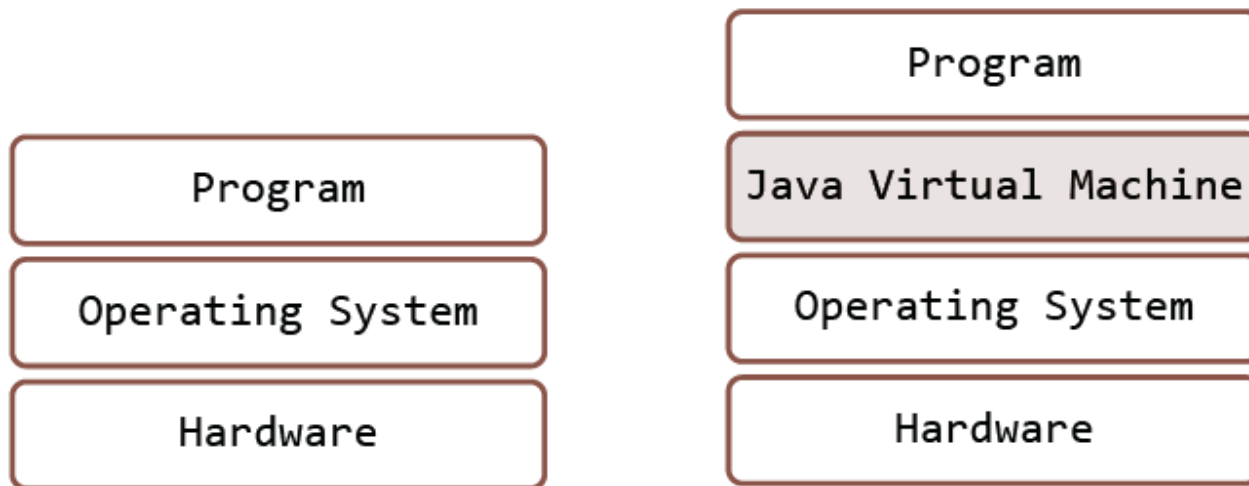 Program
Operating System
Hardware
Program
Java Virtual Machine
Operating System
Hardware